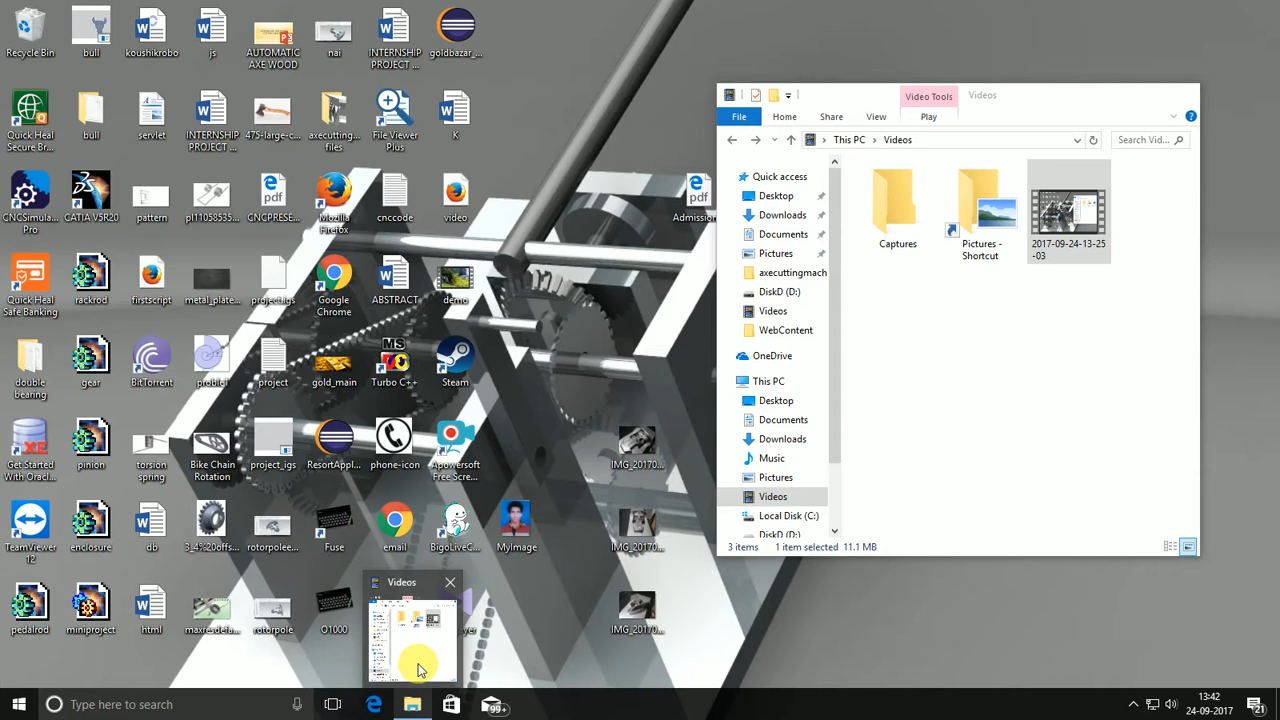 Recycle Bin
bull
koushikrobo
js
AUTOMATIC
AXE WOOD
nai
INTERNSHIP
PROJECT ...
goldbazar_...
Quick Heal
Secure Br...
bull
servlet
INTERNSHIP
PROJECT ...
475-large-c...
axecutting...
files
File Viewer
Plus
K
CNCSimula...
Pro
CATIA V5R20
pattern
pl11058535...
CNCPRESE...
Mozilla
Firefox
cnccode
video
Admission
Quick Heal
Safe Banking
rackrod
firstscript
metal_plate...
project.igs
Google
Chrome
ABSTRACT
demo
double
bearing
gear
BitTorrent
problel
project
gold_main
Turbo C++
Steam
Get Started
With Oracl...
pinion
torsion
spring
Bike Chain
Rotation
project_igs
ResortAppl...
phone-icon
Apowersoft
Free Scre...
IMG_20170...
TeamViewer
12
enclosure
db
3_4%20offs...
rotorpolee...
Fuse
email
BigoLiveC...
MyImage
IMG_20170...
pedalrod
miniproject
html
maxresdefa...
rotorpole
O1000
IMG_20170...
Videos
Video Tools
Videos
File
Home
Share
View
Play
This PC
Videos
Search Vid...
Quick access
Desktop
Downloads
Documents
Pictures
axecuttingmach
DiskD (D:)
Videos
WebContent
OneDrive
This PC
Desktop
Documents
Downloads
Music
Pictures
Videos
Local Disk (C:)
DiskD (D:)
Captures
Pictures -
Shortcut
2017-09-24-13-25
-03
3 items
1 item selected 11.1 MB
Type here to search
99+
13:42
24-09-2017
21